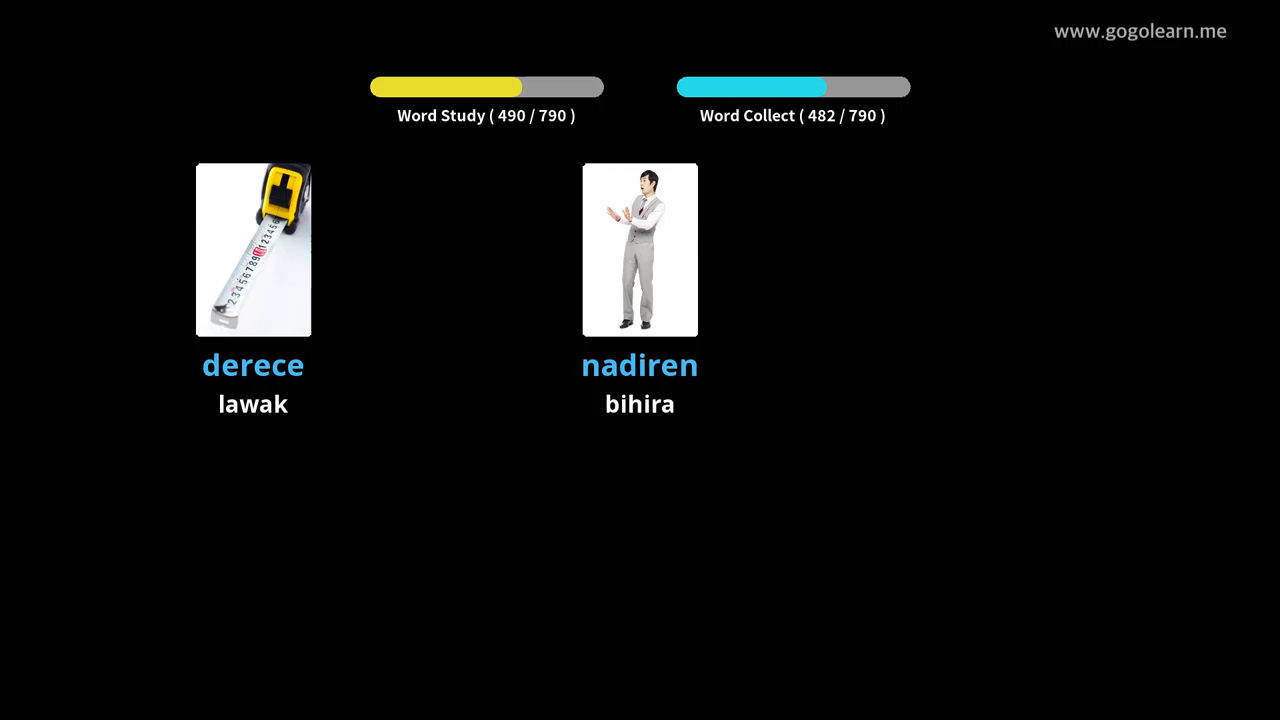 www.gogolearn.me
Word Study ( 490 / 790 )
Word Collect ( 482 / 790 )
derece
nadiren
lawak
bihira